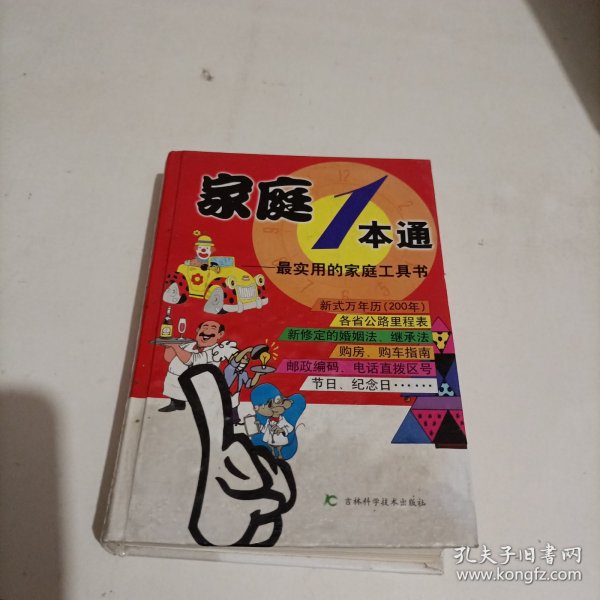 家庭1本通
——最实用的家庭工具书
新式万年历(200年)
各省公路里程表
新修定的婚姻法、继承法
购房、购车指南
邮政编码、电话直拨区号
节日、纪念日……
吉林科学技术出版社
孔夫子旧书网
www.kongfz.com